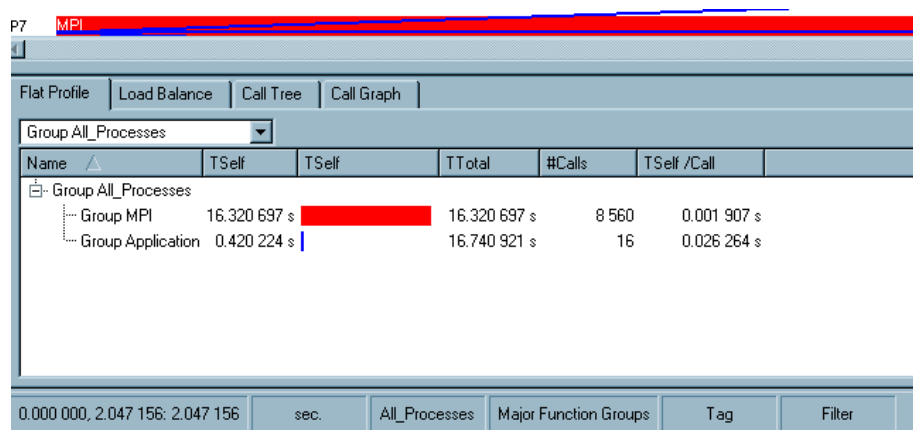 P7 MPI
Flat Profile Load Balance Call Tree Call Graph
Group All_Processes
Name TSelf TSelf TTotal #Calls TSelf /Call
Group All_Processes
Group MPI 16.320 697 s 16.320 697 s 8 560 0.001 907 s
Group Application 0.420 224 s 16.740 921 s 16 0.026 264 s
0.000 000, 2.047 156: 2.047 156 sec. All_Processes Major Function Groups Tag Filter